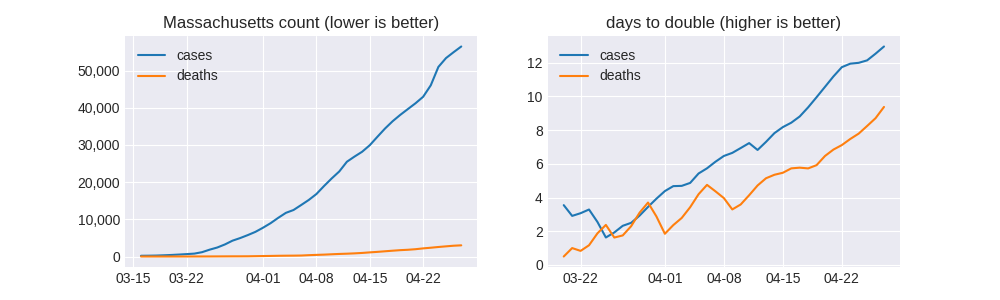 Massachusetts count (lower is better)
cases
deaths
50,000
40,000
30,000
20,000
10,000
0
03-15 03-22 04-01 04-08 04-15 04-22
days to double (higher is better)
cases
deaths
12
10
8
6
4
2
0
03-22 04-01 04-08 04-15 04-22